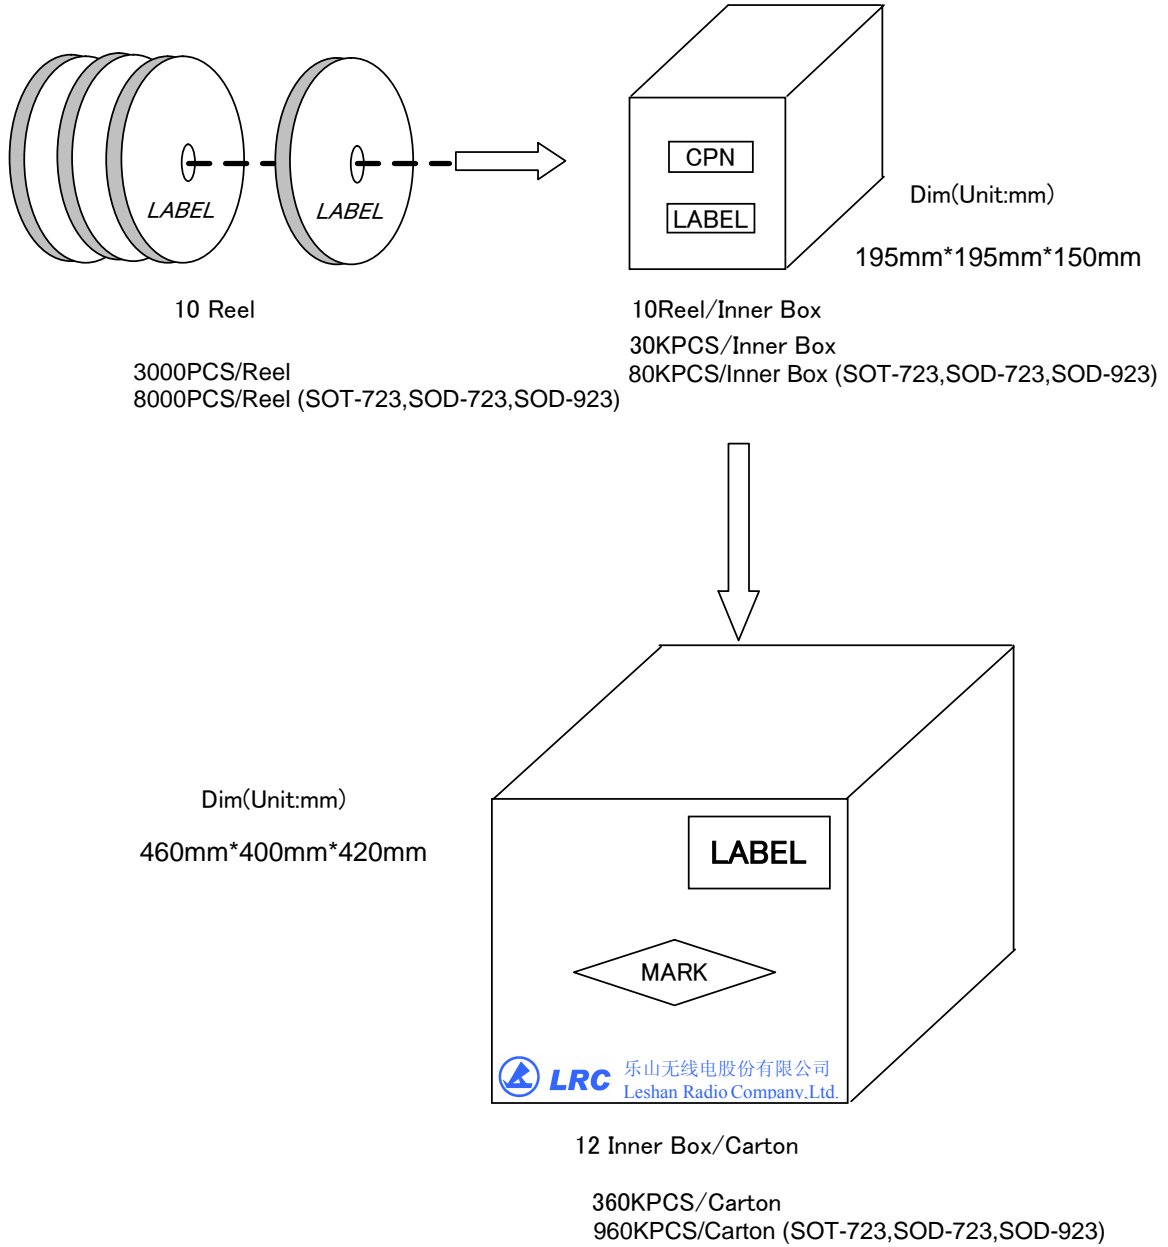 LABEL
LABEL
CPN
LABEL
Dim(Unit:mm)
195mm*195mm*150mm
10 Reel
3000PCS/Reel
8000PCS/Reel (SOT-723,SOD-723,SOD-923)
10Reel/Inner Box
30KPCS/Inner Box
80KPCS/Inner Box (SOT-723,SOD-723,SOD-923)
Dim(Unit:mm)
460mm*400mm*420mm
LABEL
MARK
LRC 乐山无线电股份有限公司
Leshan Radio Company,Ltd.
12 Inner Box/Carton
360KPCS/Carton
960KPCS/Carton (SOT-723,SOD-723,SOD-923)